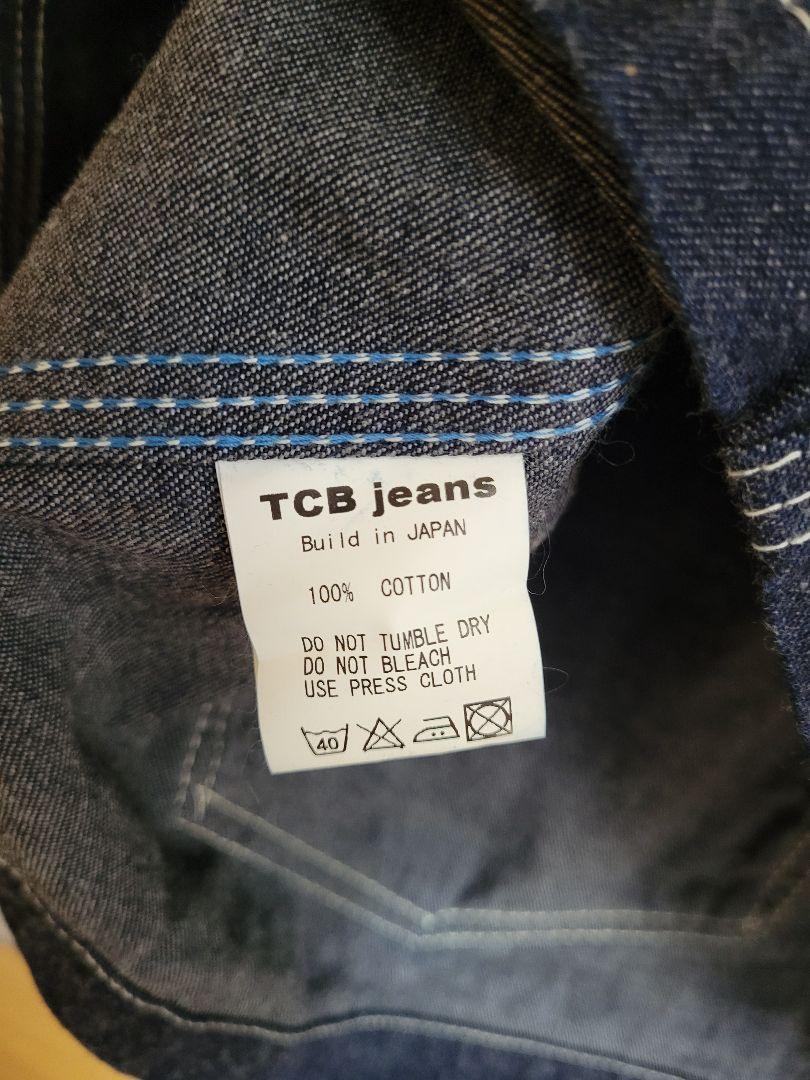 TCB jeans
Build in JAPAN
100% COTTON
DO NOT TUMBLE DRY
DO NOT BLEACH
USE PRESS CLOTH
40